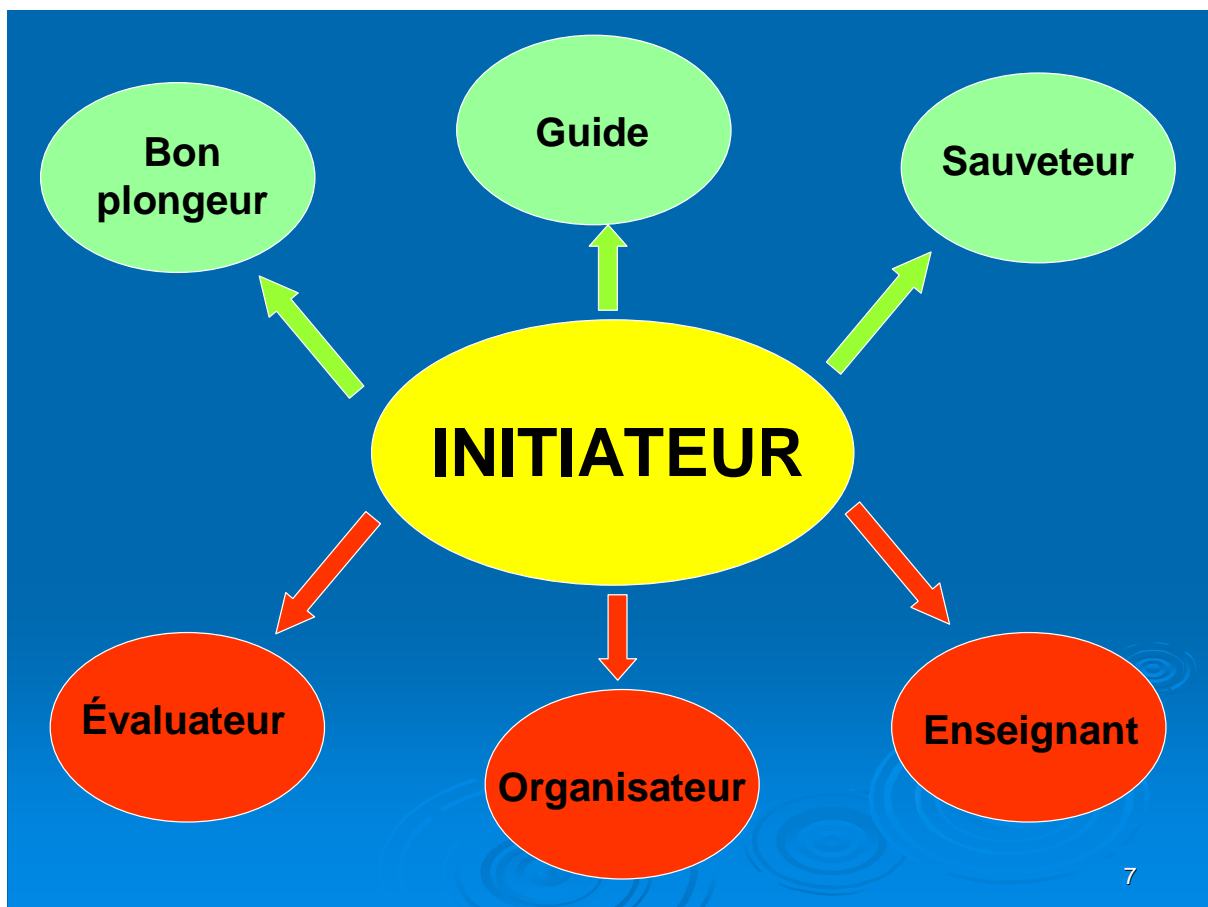 Bon
plongeur
Guide
Sauveteur
INITIATEUR
Évaluateur
Organisateur
Enseignant
7